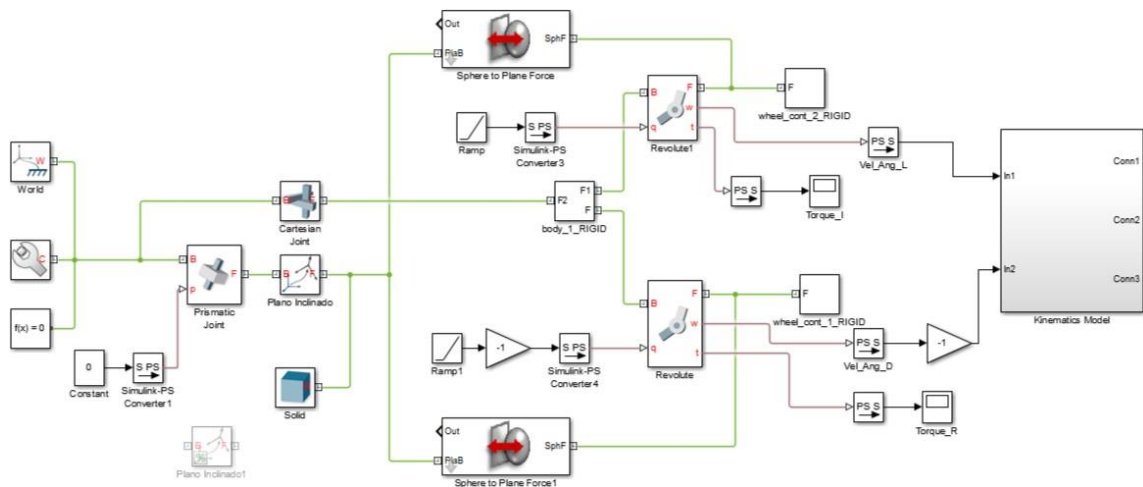 Out
PlaB
SphF
Sphere to Plane Force
W
World
C
f(x) = 0
B
F
Cartesian
Joint
B
p
F
Prismatic
Joint
B
F
Plano Inclinado
0
Constant
S PS
Simulink-PS
Converter1
Solid
Plano Inclinado1
F2
F1
F
body_1_RIGID
Ramp
S PS
Simulink-PS
Converter3
B
q
F
w
t
Revolute1
F
wheel_cont_2_RIGID
PS S
Vel_Ang_L
PS S
Torque_I
Ramp1
-1
S PS
Simulink-PS
Converter4
B
q
F
w
t
Revolute
F
wheel_cont_1_RIGID
PS S
Vel_Ang_D
-1
PS S
Torque_R
In1
In2
Conn1
Conn2
Conn3
Kinematics Model
Out
PlaB
SphF
Sphere to Plane Force1